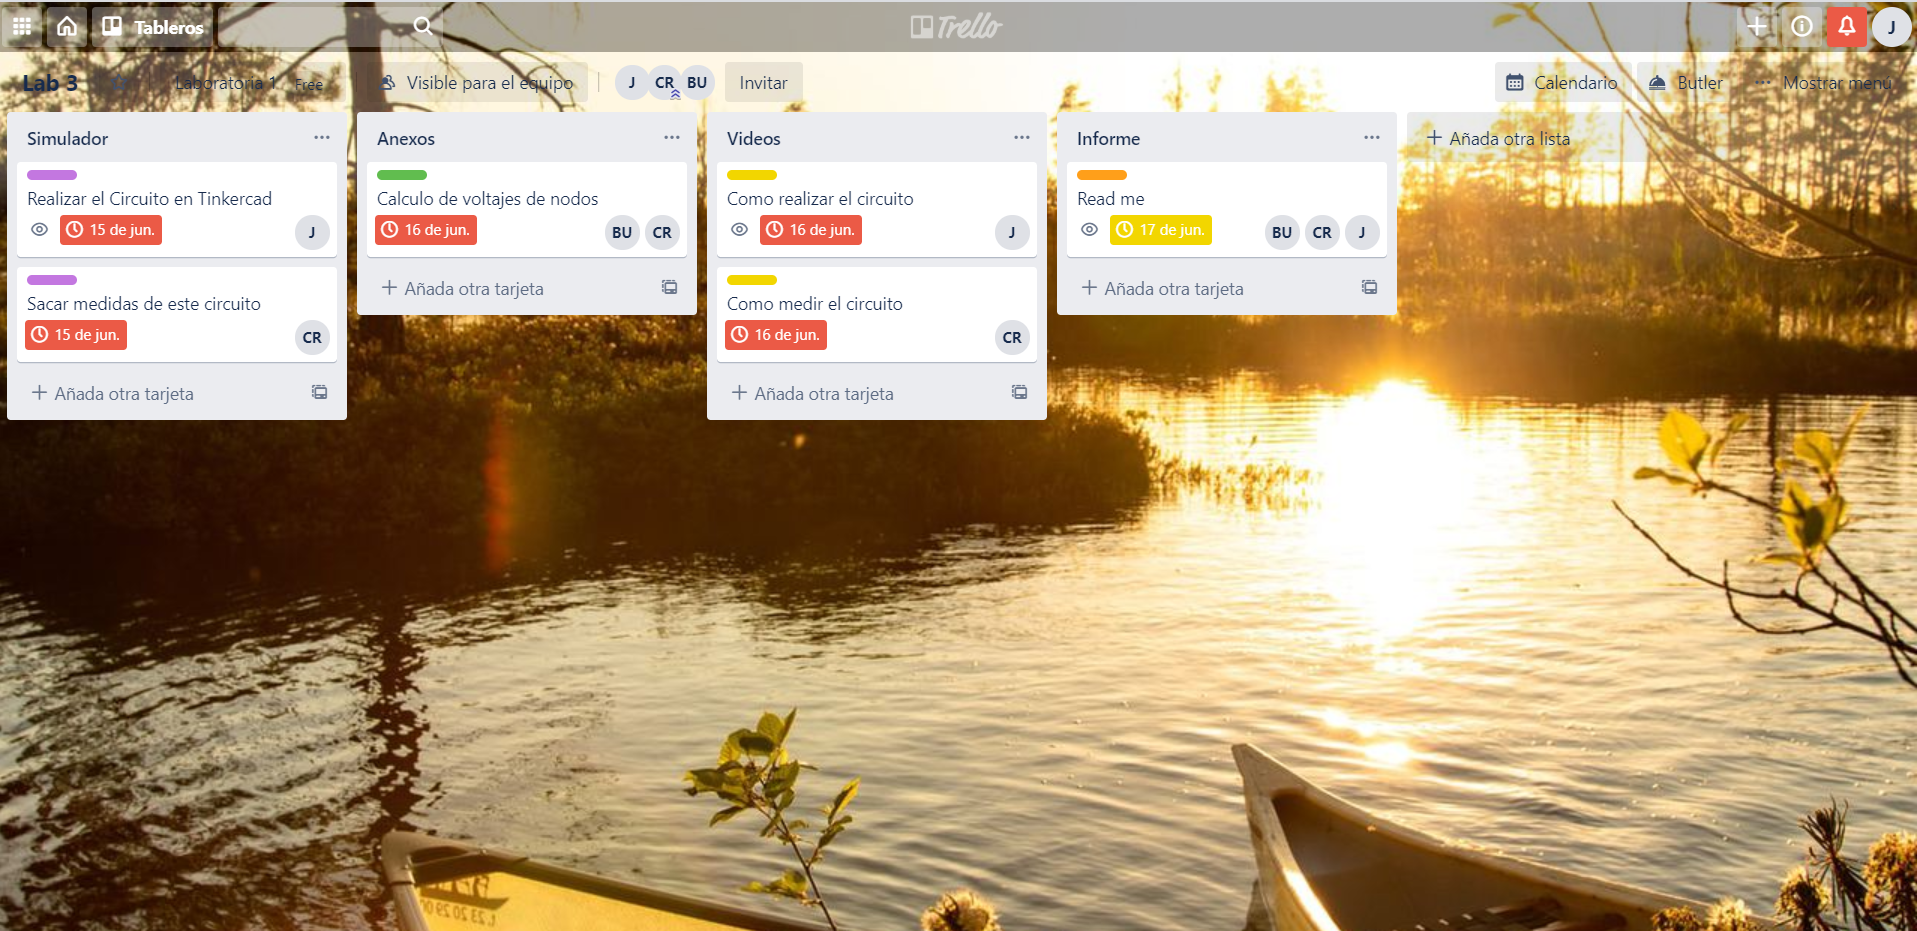 Tableros
Trello
J
Lab 3
Laboratoria 1
Free
Visible para el equipo
J
CR
BU
Invitar
Calendario
Butler
Mostrar menú
Simulador
Realizar el Circuito en Tinkercad
15 de jun.
J
Sacar medidas de este circuito
15 de jun.
CR
Añada otra tarjeta
Anexos
Calculo de voltajes de nodos
16 de jun.
BU
CR
Añada otra tarjeta
Videos
Como realizar el circuito
16 de jun.
J
Como medir el circuito
16 de jun.
CR
Añada otra tarjeta
Informe
Read me
17 de jun.
BU
CR
J
Añada otra tarjeta
Añada otra lista